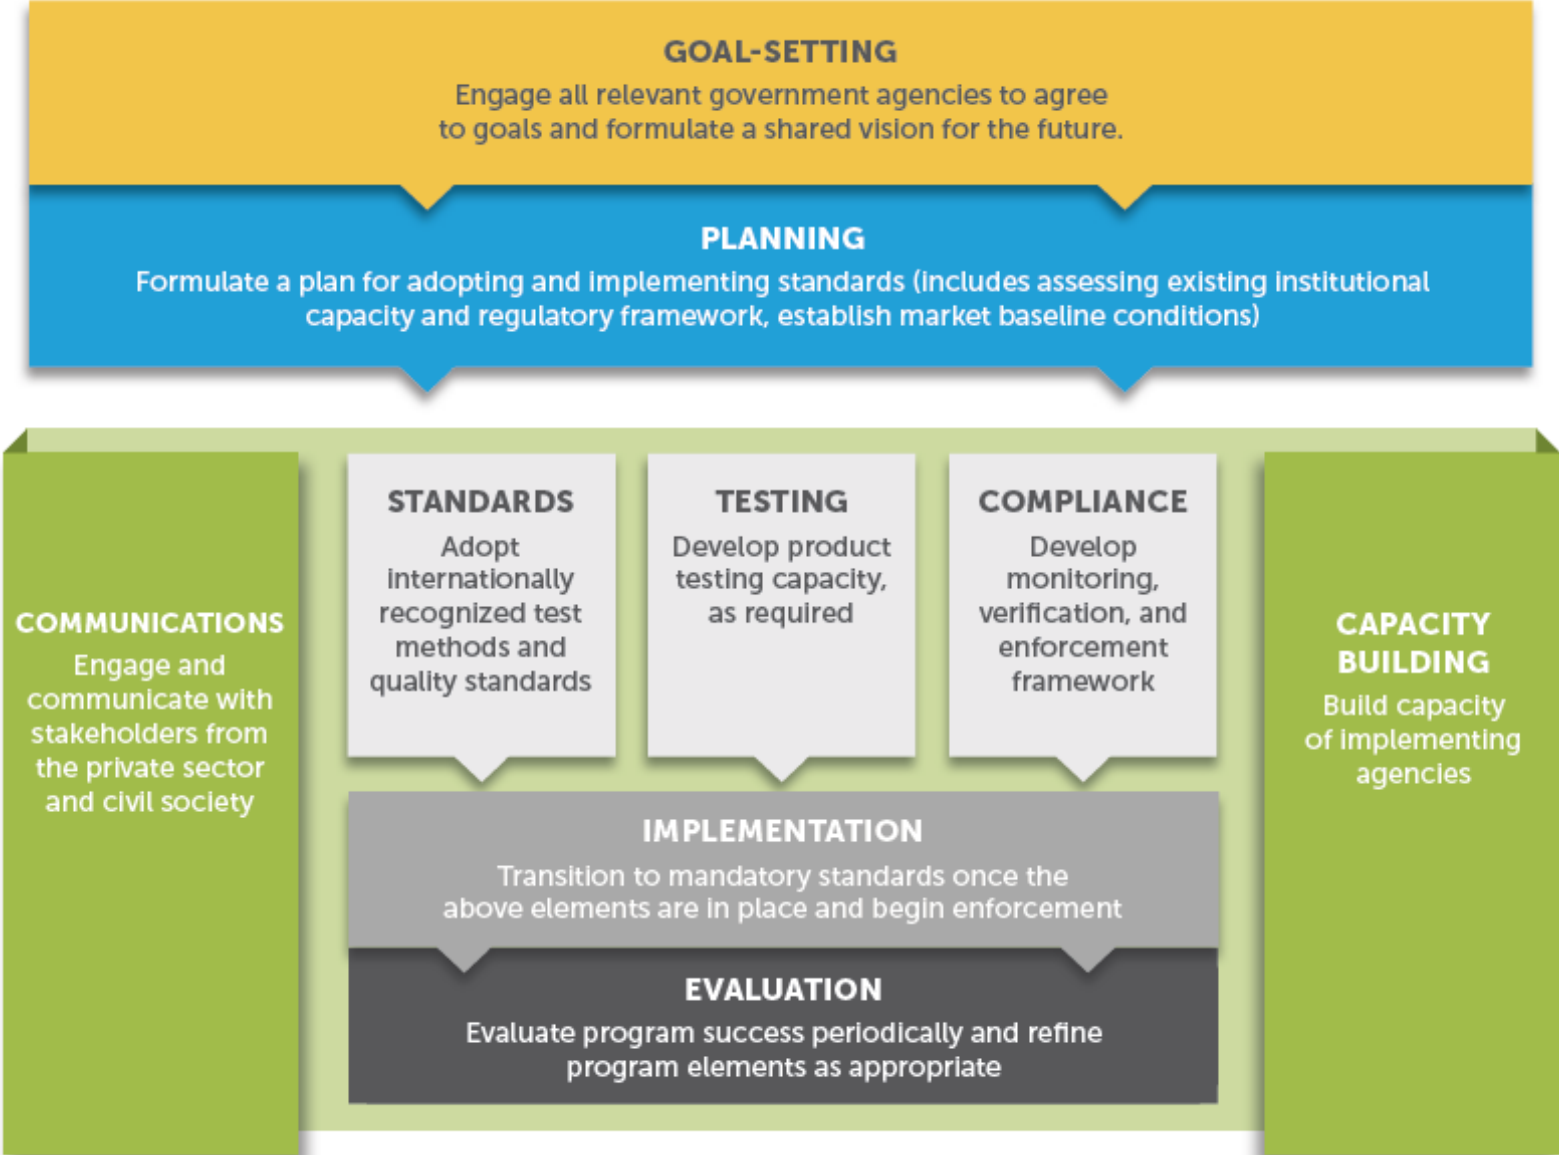 GOAL-SETTING
Engage all relevant government agencies to agree
to goals and formulate a shared vision for the future.
PLANNING
Formulate a plan for adopting and implementing standards (includes assessing existing institutional
capacity and regulatory framework, establish market baseline conditions)
COMMUNICATIONS
Engage and
communicate with
stakeholders from
the private sector
and civil society
STANDARDS
Adopt
internationally
recognized test
methods and
quality standards
TESTING
Develop product
testing capacity,
as required
COMPLIANCE
Develop
monitoring,
verification, and
enforcement
framework
CAPACITY
BUILDING
Build capacity
of implementing
agencies
IMPLEMENTATION
Transition to mandatory standards once the
above elements are in place and begin enforcement
EVALUATION
Evaluate program success periodically and refine
program elements as appropriate